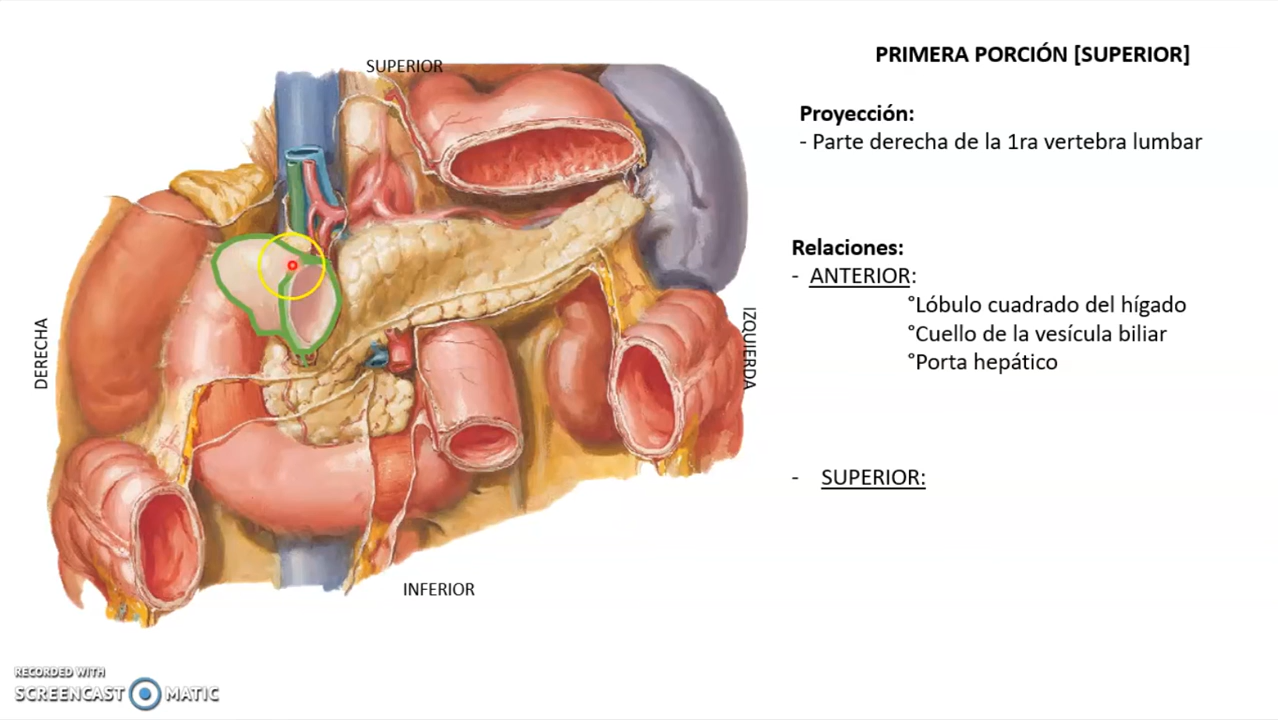 SUPERIOR
PRIMERA PORCIÓN [SUPERIOR]
Proyección:
- Parte derecha de la 1ra vertebra lumbar
Relaciones:
- ANTERIOR:
°Lóbulo cuadrado del hígado
°Cuello de la vesícula biliar
°Porta hepático
- SUPERIOR:
DERECHA
IZQUIERDA
INFERIOR
RECORDED WITH
SCREENCAST MATIC